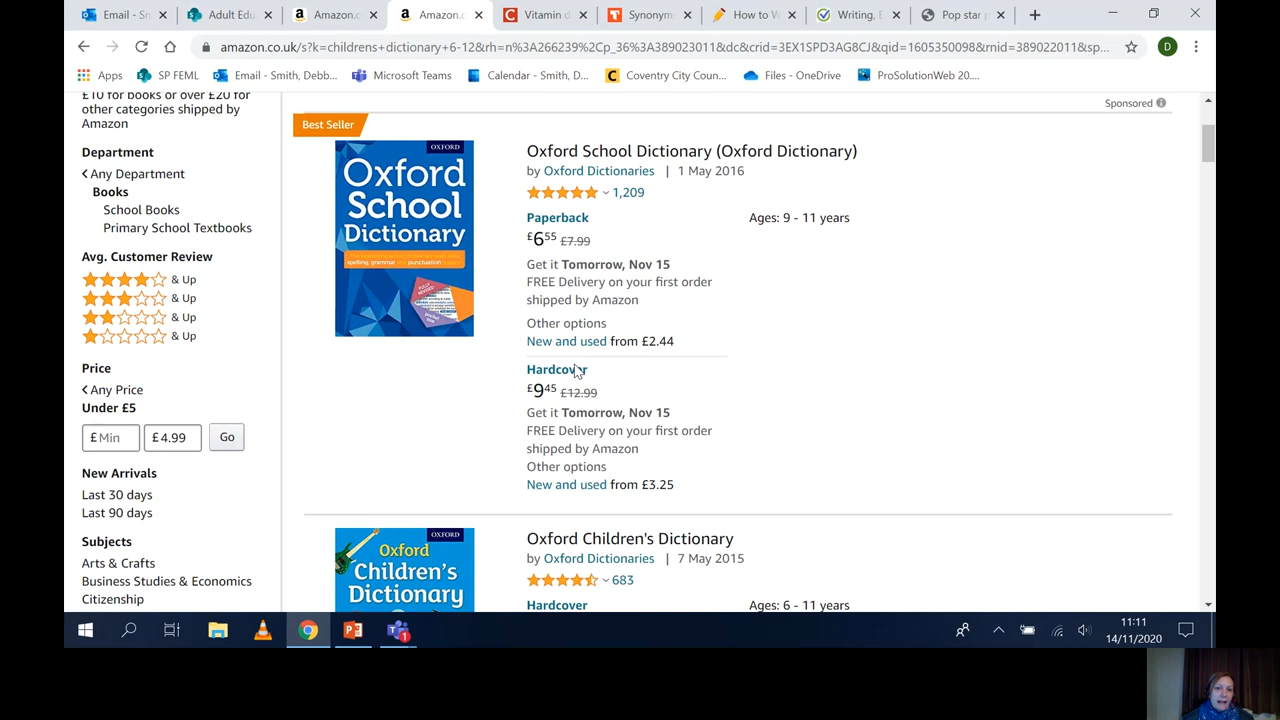 Email - Sn
Adult Edu
Amazon.c
Amazon.c
Vitamin d
Synonyms
How to W
Writing, E
Pop star p
amazon.co.uk/s?k=childrens+dictionary+6-12&rh=n%3A266239%2Cp_36%3A389023011&dc&crid=3EX1SPD3AG8CJ&qid=1605350098&rnid=389022011&sp...
D
Apps
SP FEML
Email - Smith, Debb...
Microsoft Teams
Calendar - Smith, D...
Coventry City Coun...
Files - OneDrive
ProSolutionWeb 20....
£10 for books or over £20 for
other categories shipped by
Amazon
Department
Any Department
Books
School Books
Primary School Textbooks
Avg. Customer Review
& Up
& Up
& Up
& Up
Price
Any Price
Under £5
£ Min
£ 4.99
Go
New Arrivals
Last 30 days
Last 90 days
Subjects
Arts & Crafts
Business Studies & Economics
Citizenship
Sponsored
Best Seller
OXFORD
Oxford
School
Dictionary
Oxford School Dictionary (Oxford Dictionary)
by Oxford Dictionaries | 1 May 2016
1,209
Paperback
Ages: 9 - 11 years
£6.55 £7.99
Get it Tomorrow, Nov 15
FREE Delivery on your first order
shipped by Amazon
Other options
New and used from £2.44
Hardcover
£9.45 £12.99
Get it Tomorrow, Nov 15
FREE Delivery on your first order
shipped by Amazon
Other options
New and used from £3.25
OXFORD
Oxford
Children's
Dictionary
Oxford Children's Dictionary
by Oxford Dictionaries | 7 May 2015
683
Hardcover
Ages: 6 - 11 years
11:11
14/11/2020